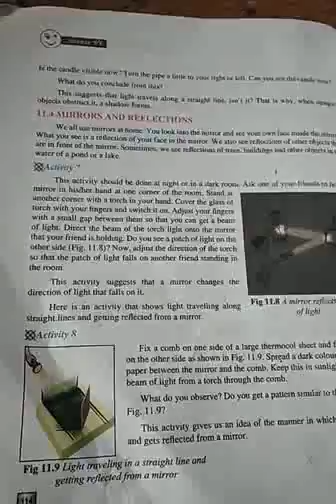 Is the candle visible now? Turn the pipe a little to your right or left. Can you see the candle now?
What do you conclude from this?
This suggests that light travels along a straight line, isn't it? That is why, when opaque
objects obstruct it, a shadow forms.
11.4 MIRRORS AND REFLECTIONS
We all use mirrors at home. You look into the mirror and see your own face inside the
What you see is a reflection of your face in the mirror. We also see reflections of other objects
are in front of the mirror. Sometimes, we see reflections of trees, buildings and other objects in
water of a pond or a lake.
Activity 7
This activity should be done at night or in a dark room. Ask one of your friends to
mirror in his/her hand at one corner of the room. Stand at
another corner with a torch in your hand. Cover the glass of
torch with your fingers and switch it on. Adjust your fingers
with a small gap between them so that you can get a beam
of light. Direct the beam of the torch light onto the mirror
that your friend is holding. Do you see a patch of light on the
other side (Fig. 11.8)? Now, adjust the direction of the torch
so that the patch of light falls on another friend standing in
the room.
This activity suggests that a mirror changes the
direction of light that falls on it.
Here is an activity that shows light travelling along
straight lines and getting reflected from a mirror.
Fig 11.8 A mirror reflec
of light
Activity 8
Fix a comb on one side of a large thermocol sheet and
on the other side as shown in Fig. 11.9. Spread a dark colou
paper between the mirror and the comb. Keep this in sunlig
beam of light from a torch through the comb.
What do you observe? Do you get a pattern similar to
Fig. 11.9?
This activity gives us an idea of the manner in which
and gets reflected from a mirror.
Fig 11.9 Light traveling in a straight line and
getting reflected from a mirror
114